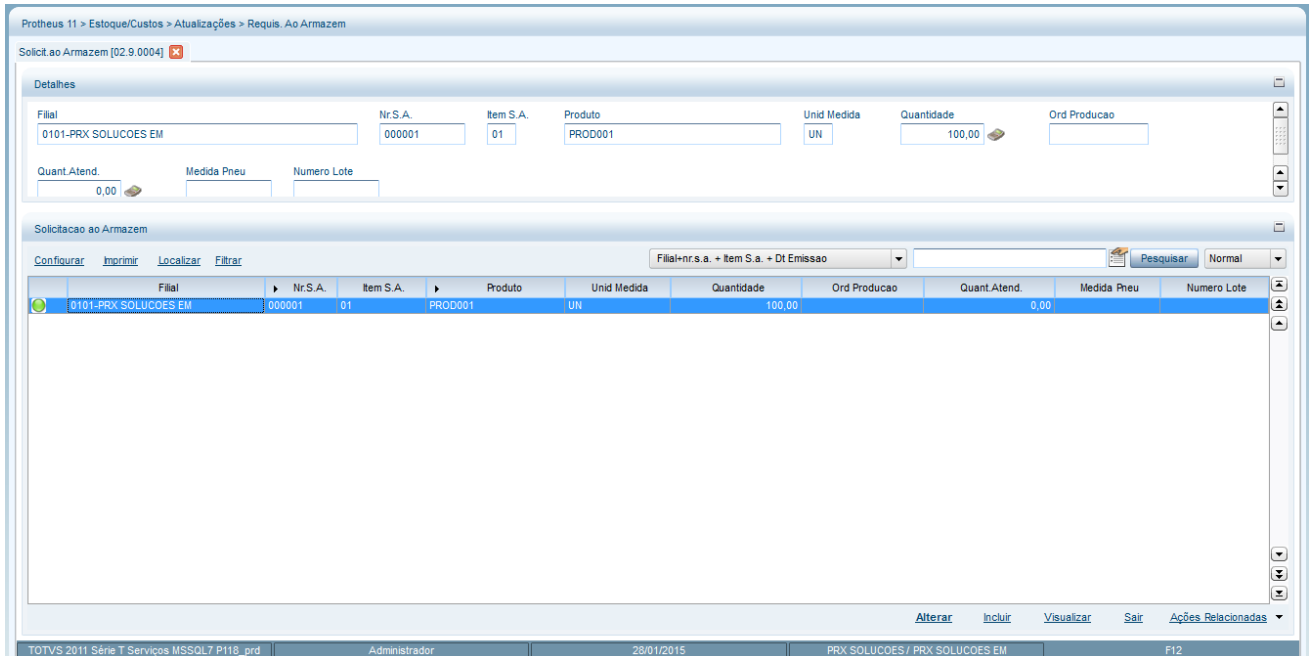 Protheus 11 > Estoque/Custos > Atualizações > Requis. Ao Armazem
Solicit.ao Armazem [02.9.0004]
Detalhes
Filial Nr.S.A. Item S.A. Produto Unid Medida Quantidade Ord Producao
0101-PRX SOLUCOES EM 000001 01 PROD001 UN 100,00
Quant.Atend. Medida Pneu Numero Lote
0,00
Solicitacao ao Armazem
Configurar Imprimir Localizar Filtrar Filial+nr.s.a. + Item S.a. + Dt Emissao Pesquisar Normal
Filial Nr.S.A. Item S.A. Produto Unid Medida Quantidade Ord Producao Quant.Atend. Medida Pneu Numero Lote
0101-PRX SOLUCOES EM 000001 01 PROD001 UN 100,00 0,00
Alterar Incluir Visualizar Sair Ações Relacionadas
TOTVS 2011 Série T Serviços MSSQL7 P118_prd Administrador 28/01/2015 PRX SOLUCOES / PRX SOLUCOES EM F12